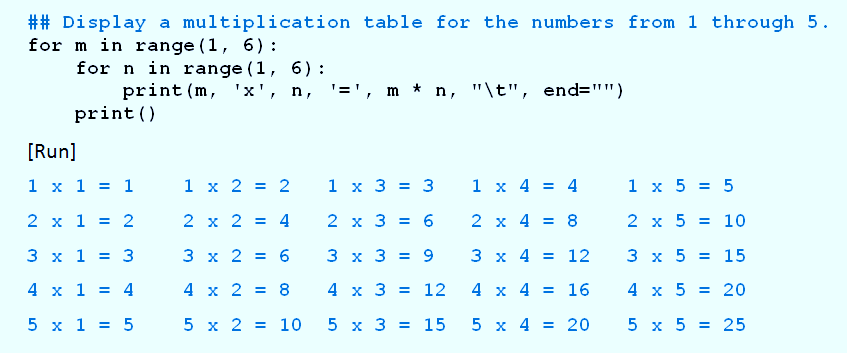 ## Display a multiplication table for the numbers from 1 through 5.
for m in range(1, 6):
    for n in range(1, 6):
        print(m, 'x', n, '=', m * n, "\t", end="")
    print()
[Run]
1 x 1 = 1    1 x 2 = 2    1 x 3 = 3    1 x 4 = 4    1 x 5 = 5
2 x 1 = 2    2 x 2 = 4    2 x 3 = 6    2 x 4 = 8    2 x 5 = 10
3 x 1 = 3    3 x 2 = 6    3 x 3 = 9    3 x 4 = 12    3 x 5 = 15
4 x 1 = 4    4 x 2 = 8    4 x 3 = 12    4 x 4 = 16    4 x 5 = 20
5 x 1 = 5    5 x 2 = 10    5 x 3 = 15    5 x 4 = 20    5 x 5 = 25